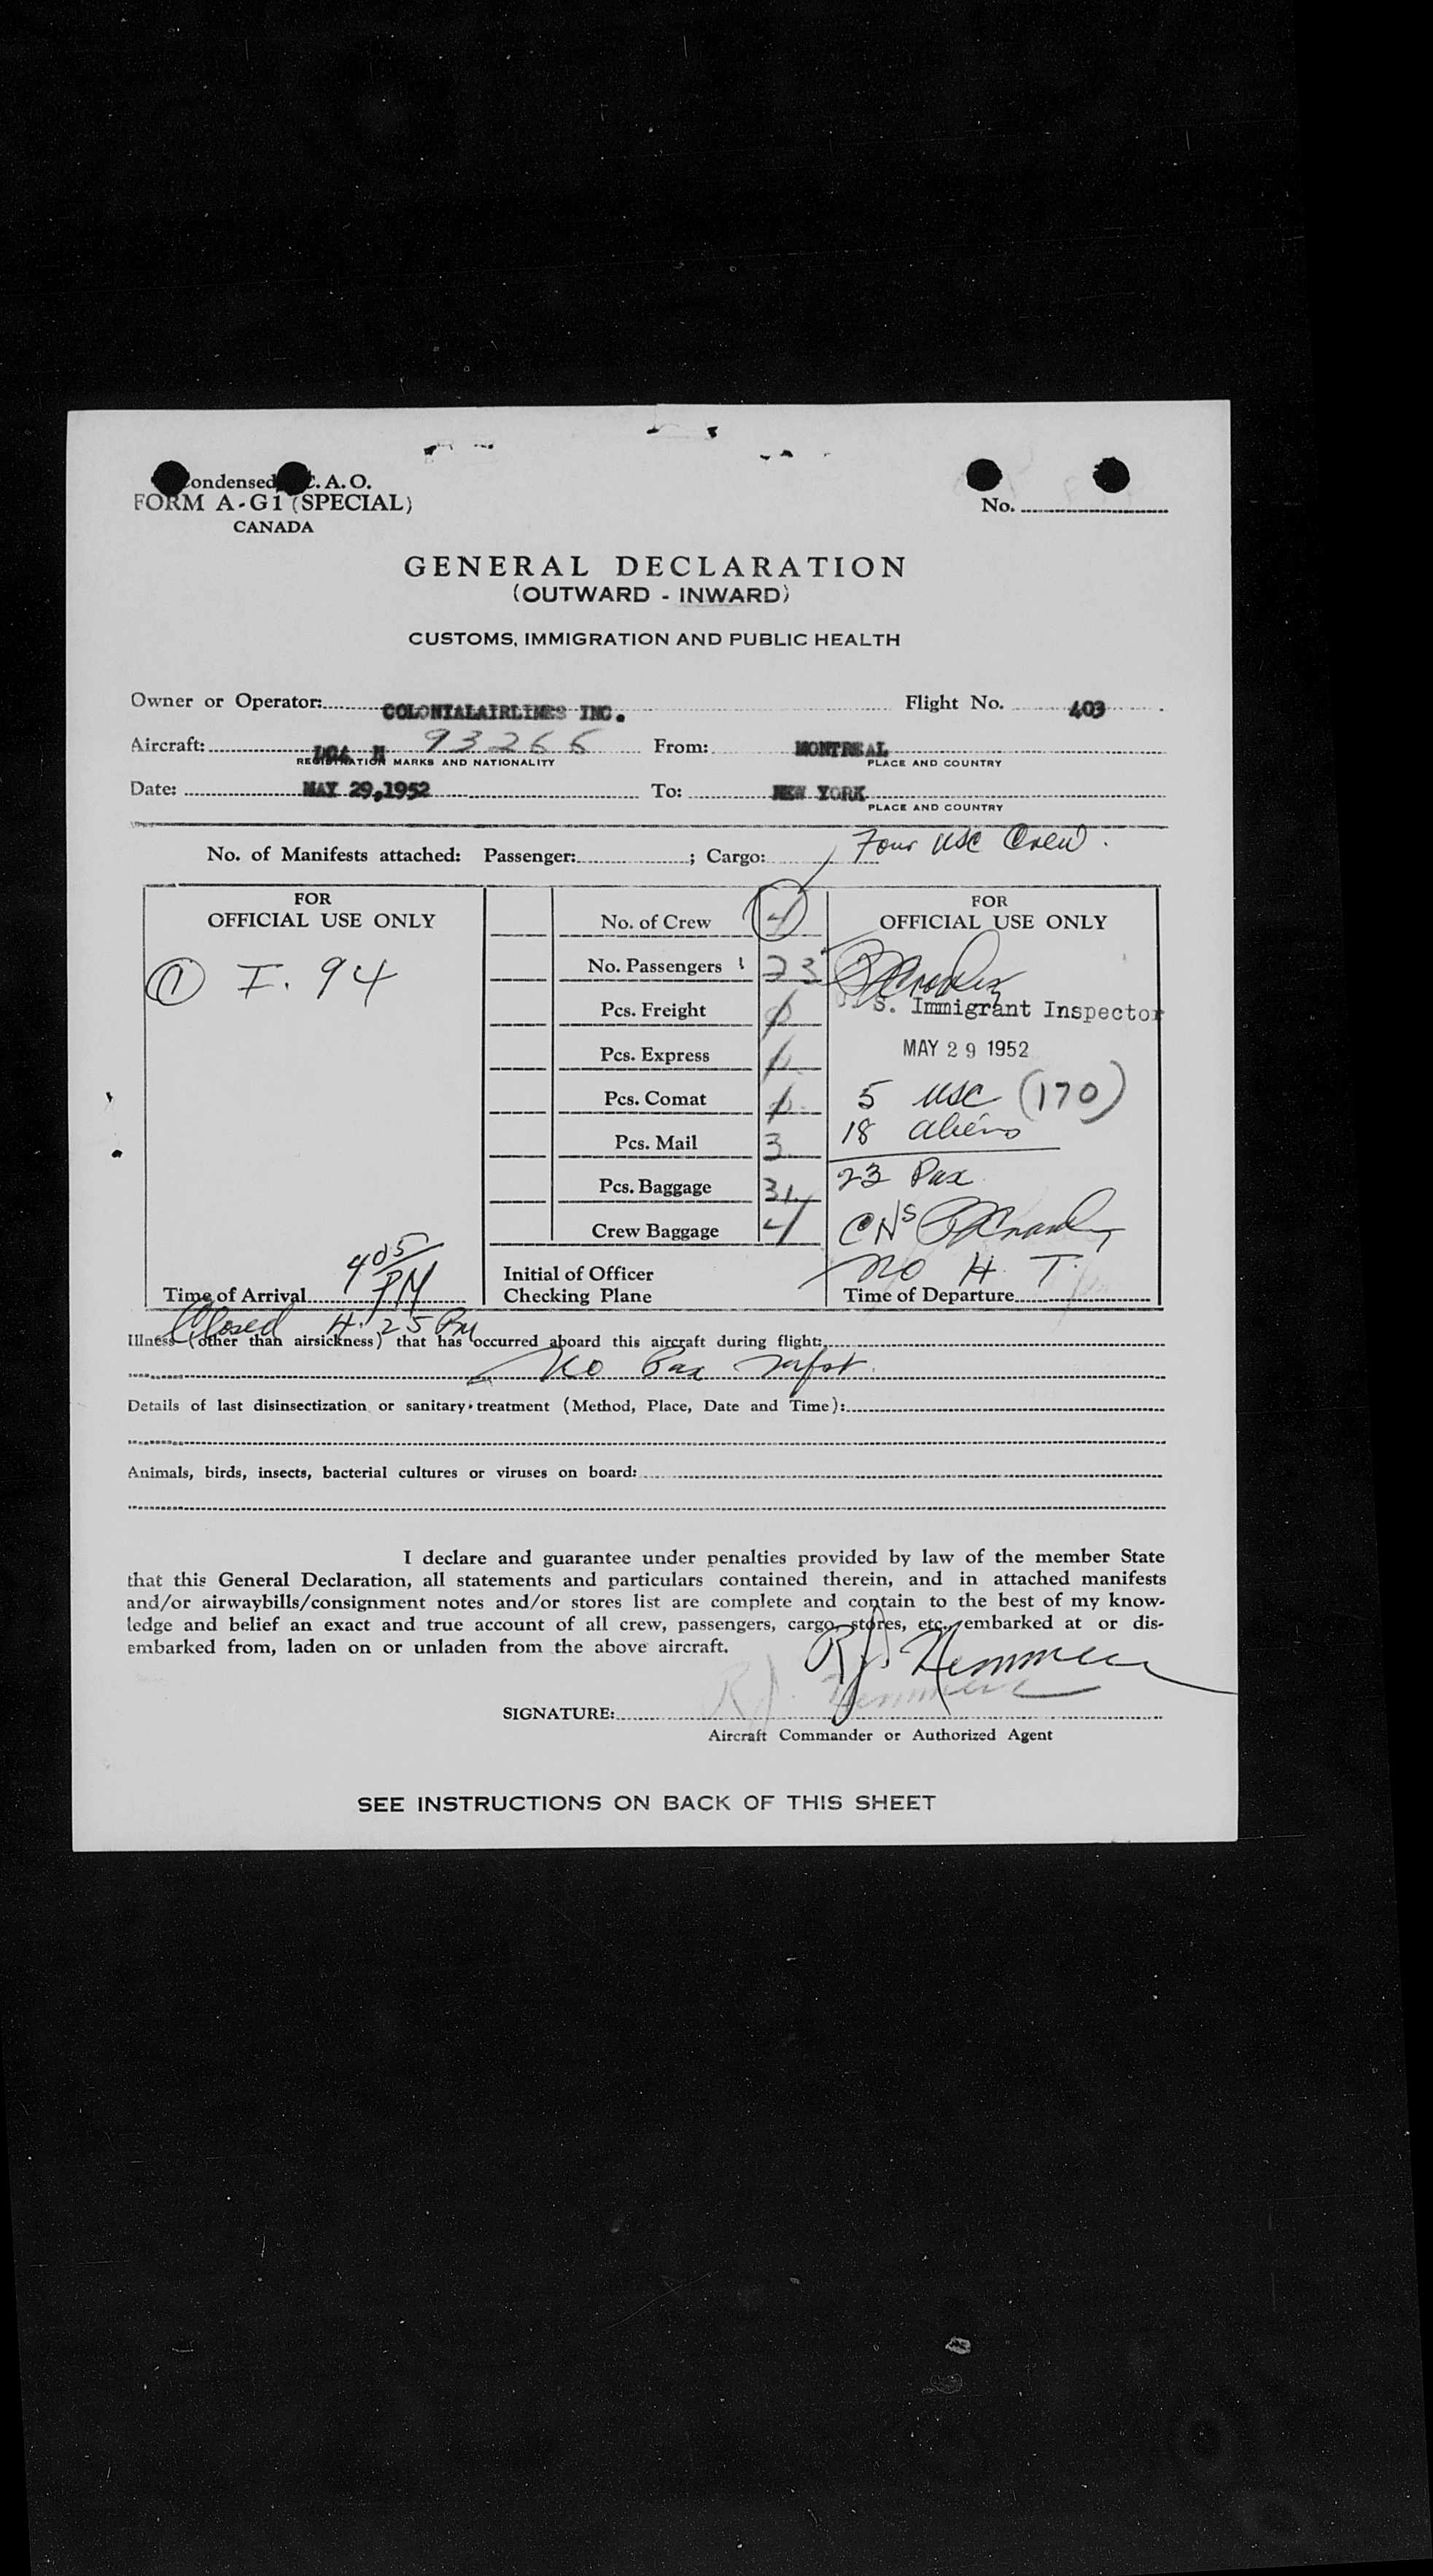 Condensed I.C.A.O.
FORM A-G1 (SPECIAL)
CANADA
No.
GENERAL DECLARATION
(OUTWARD - INWARD)
CUSTOMS, IMMIGRATION AND PUBLIC HEALTH
Owner or Operator: COLONIALAIRLINES INC. Flight No. 403
Aircraft: DC4 N 93266 From: MONTREAL
REGISTRATION MARKS AND NATIONALITY PLACE AND COUNTRY
Date: MAY 29,1952 To: NEW YORK
PLACE AND COUNTRY
Four USC Crew.
No. of Manifests attached: Passenger: ; Cargo:
FOR
OFFICIAL USE ONLY
1 I. 94
Time of Arrival 405 PM
Closed 4.25 PM
No. of Crew 4
No. Passengers 23
Pcs. Freight
Pcs. Express
Pcs. Comat
Pcs. Mail 3
Pcs. Baggage 31
Crew Baggage 4
Initial of Officer
Checking Plane
FOR
OFFICIAL USE ONLY
U. S. Immigrant Inspector
MAY 29 1952
5 USC (170)
18 aliens
23 Pax
CNS
No H. T.
Time of Departure
Illness (other than airsickness) that has occurred aboard this aircraft during flight:
No Pax
Details of last disinsectization or sanitary treatment (Method, Place, Date and Time):
Animals, birds, insects, bacterial cultures or viruses on board:
I declare and guarantee under penalties provided by law of the member State
that this General Declaration, all statements and particulars contained therein, and in attached manifests
and/or airwaybills/consignment notes and/or stores list are complete and contain to the best of my know-
ledge and belief an exact and true account of all crew, passengers, cargo, stores, etc., embarked at or dis-
embarked from, laden on or unladen from the above aircraft.
SIGNATURE:
Aircraft Commander or Authorized Agent
SEE INSTRUCTIONS ON BACK OF THIS SHEET